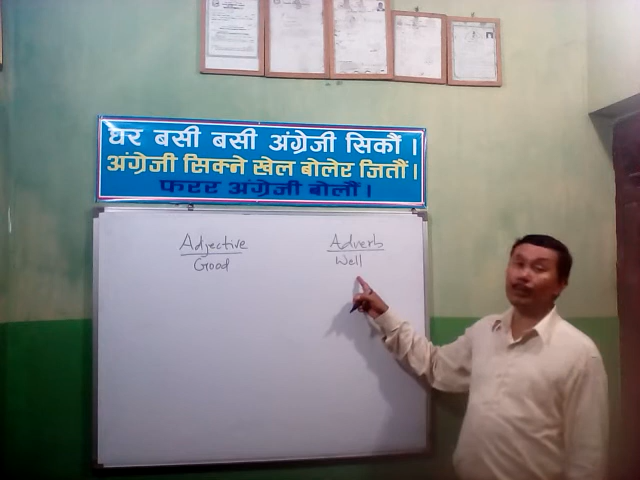 घर बसी बसी अंग्रेजी सिकौं ।
अंग्रेजी सिक्ने खेल बोलेर जितौं ।
फरर अंग्रेजी बोलौं ।
Adjective
Good
Adverb
Well